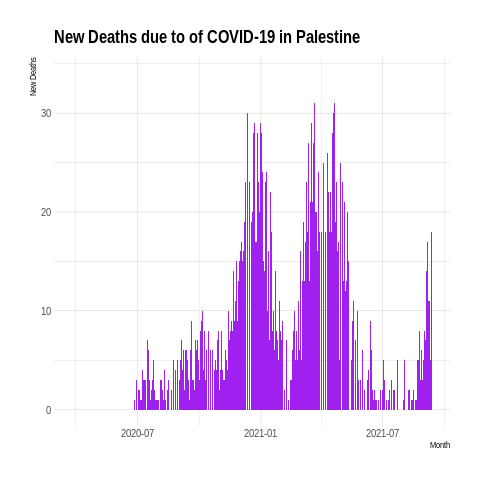 New Deaths due to of COVID-19 in Palestine
New Deaths
30
20
10
0
2020-07
2021-01
2021-07
Month